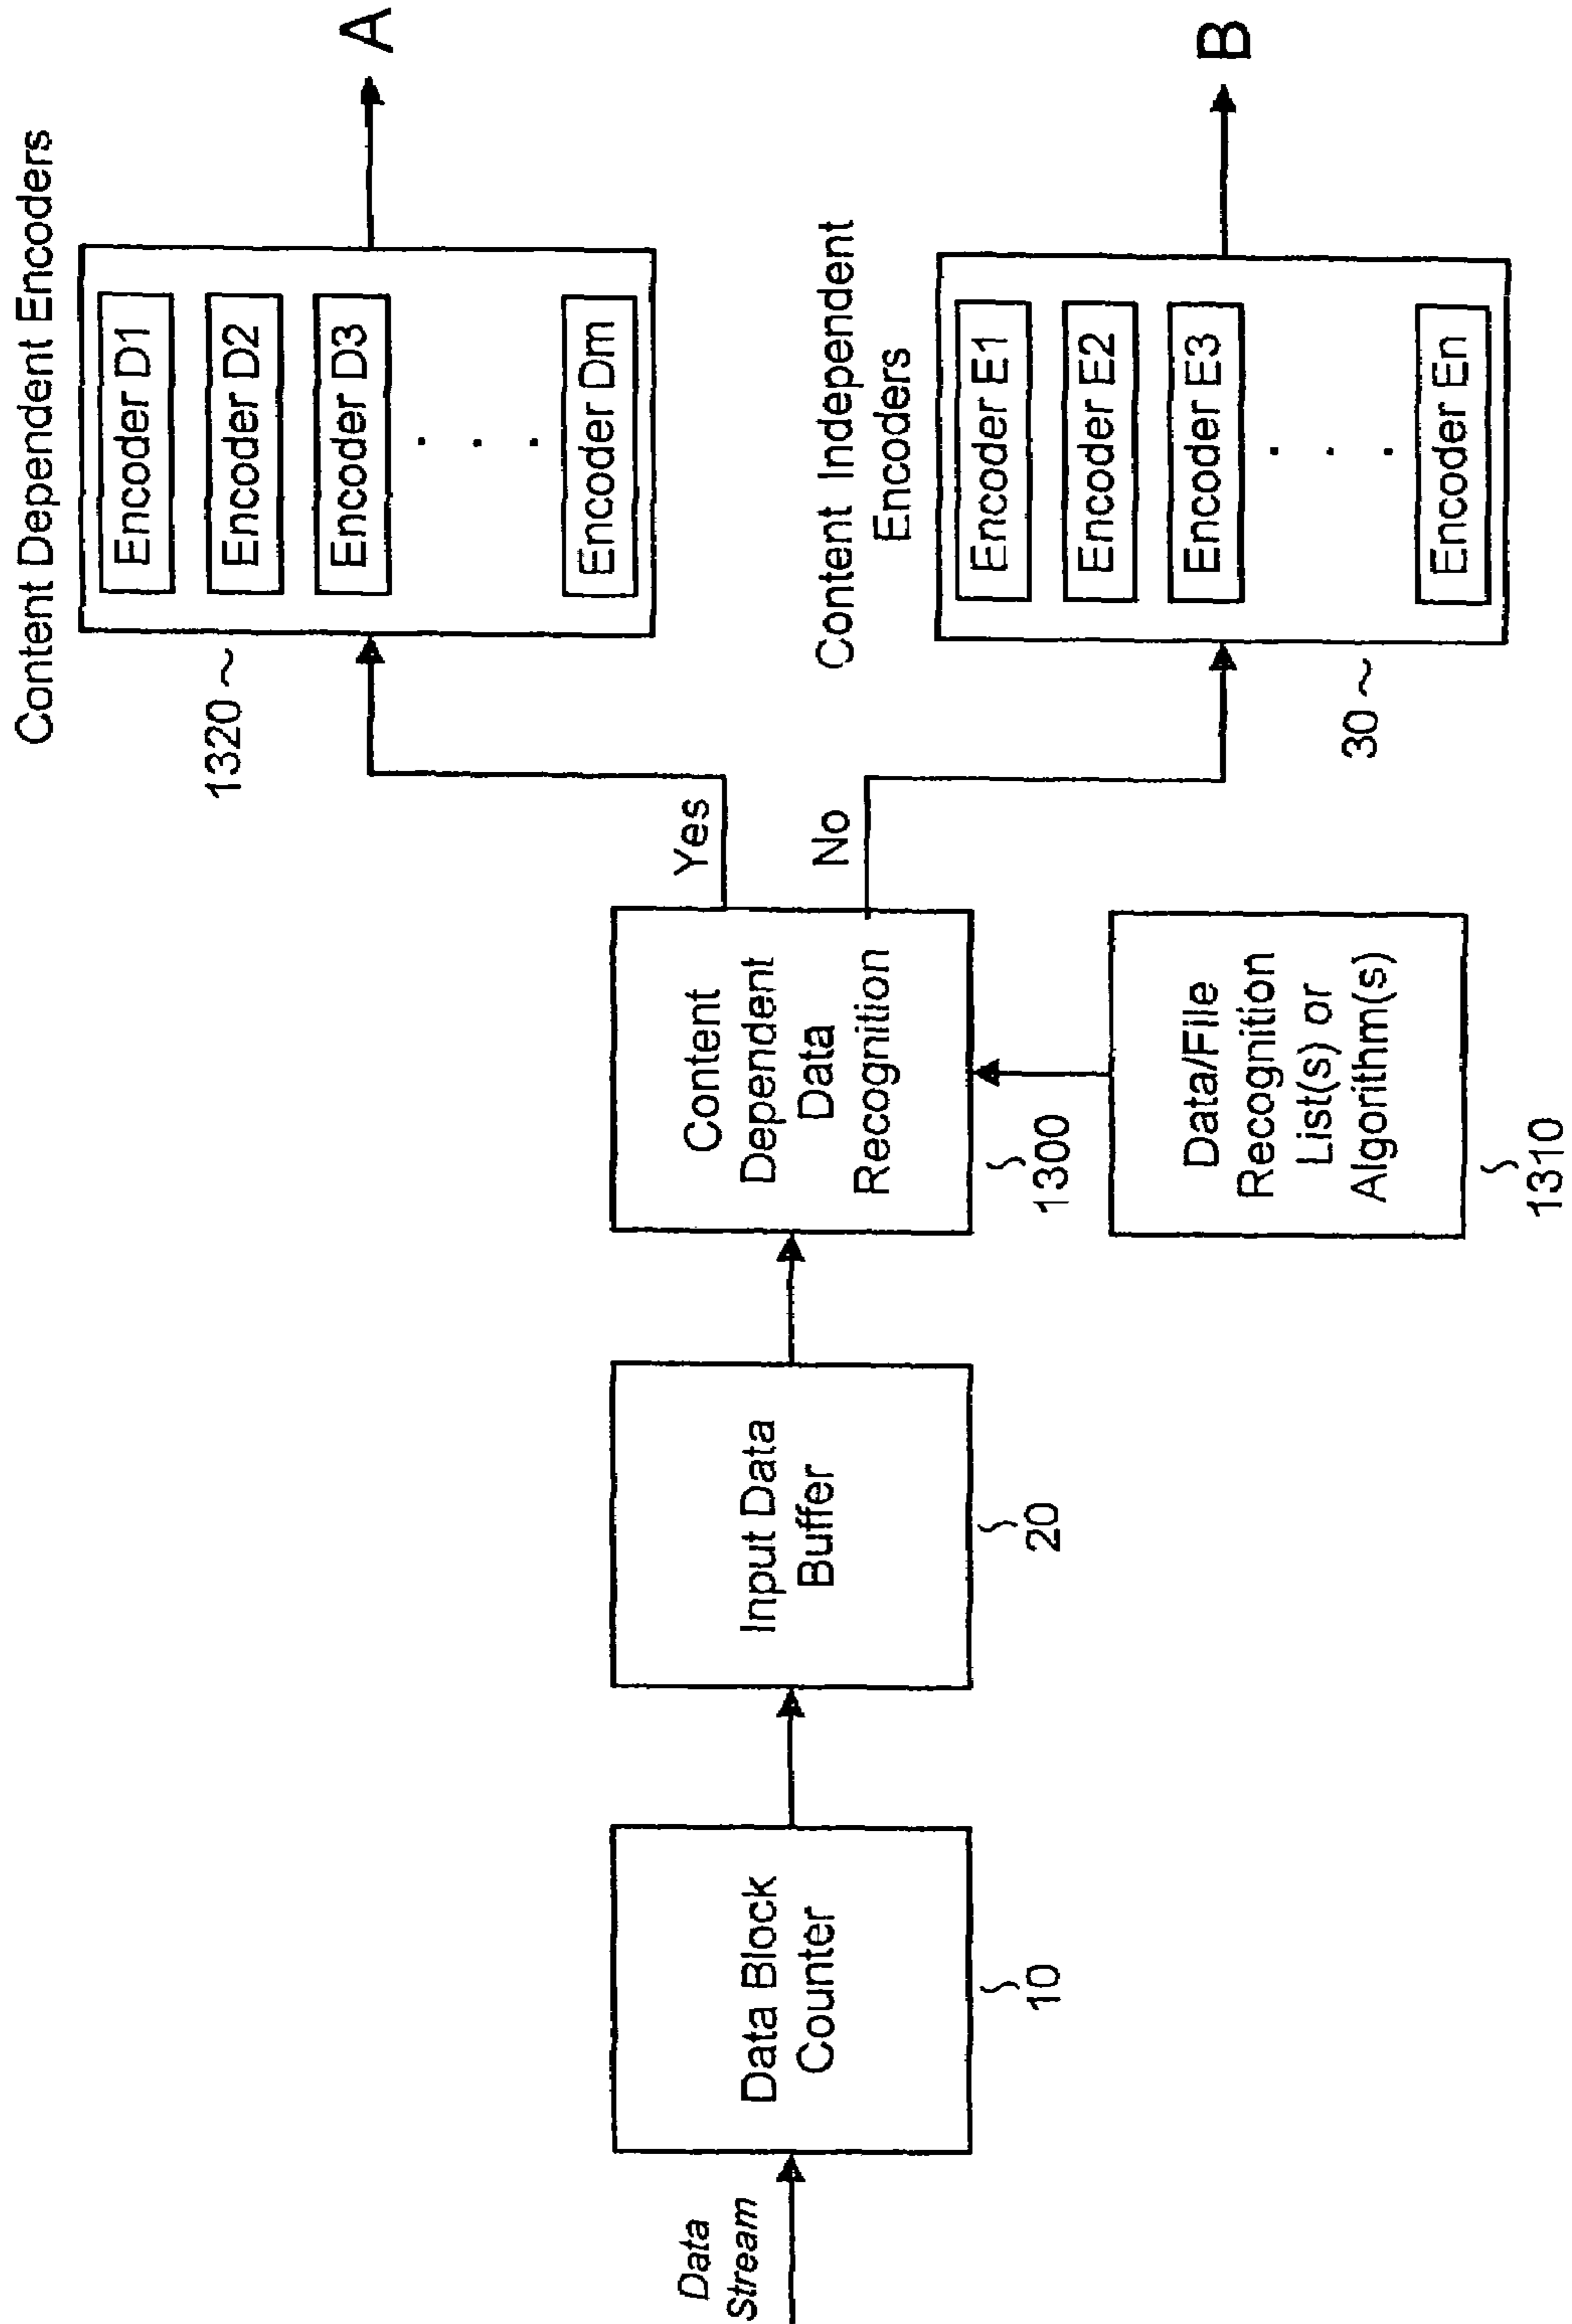 Data
Stream
Data Block
Counter
10
Input Data
Buffer
20
Content
Dependent
Data
Recognition
1300
Data/File
Recognition
List(s) or
Algorithm(s)
1310
Yes
No
Content Dependent Encoders
1320
Encoder D1
Encoder D2
Encoder D3
Encoder Dm
A
Content Independent
Encoders
30
Encoder E1
Encoder E2
Encoder E3
Encoder En
B